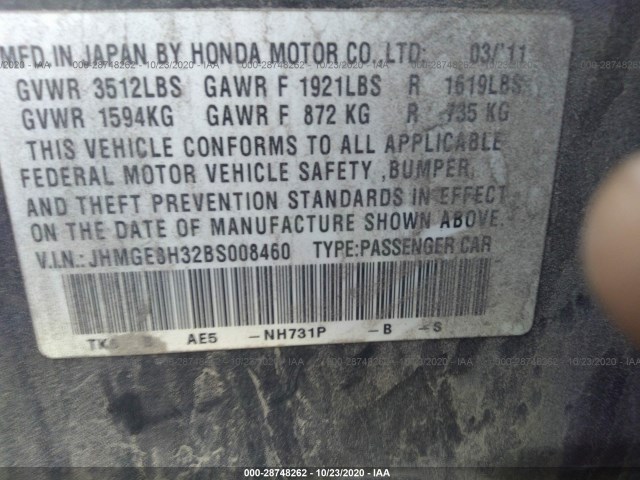 MFD IN JAPAN BY HONDA MOTOR CO., LTD. 03/'11
GVWR 3512LBS GAWR F 1921LBS R 1619LBS
GVWR 1594KG GAWR F 872 KG R 735 KG
THIS VEHICLE CONFORMS TO ALL APPLICABLE
FEDERAL MOTOR VEHICLE SAFETY ,BUMPER,
AND THEFT PREVENTION STANDARDS IN EFFECT
ON THE DATE OF MANUFACTURE SHOWN ABOVE.
V.I.N.: JHMGE8H32BS008460 TYPE:PASSENGER CAR
AE5 -NH731P -B -S
000-28748262 - 10/23/2020 - IAA